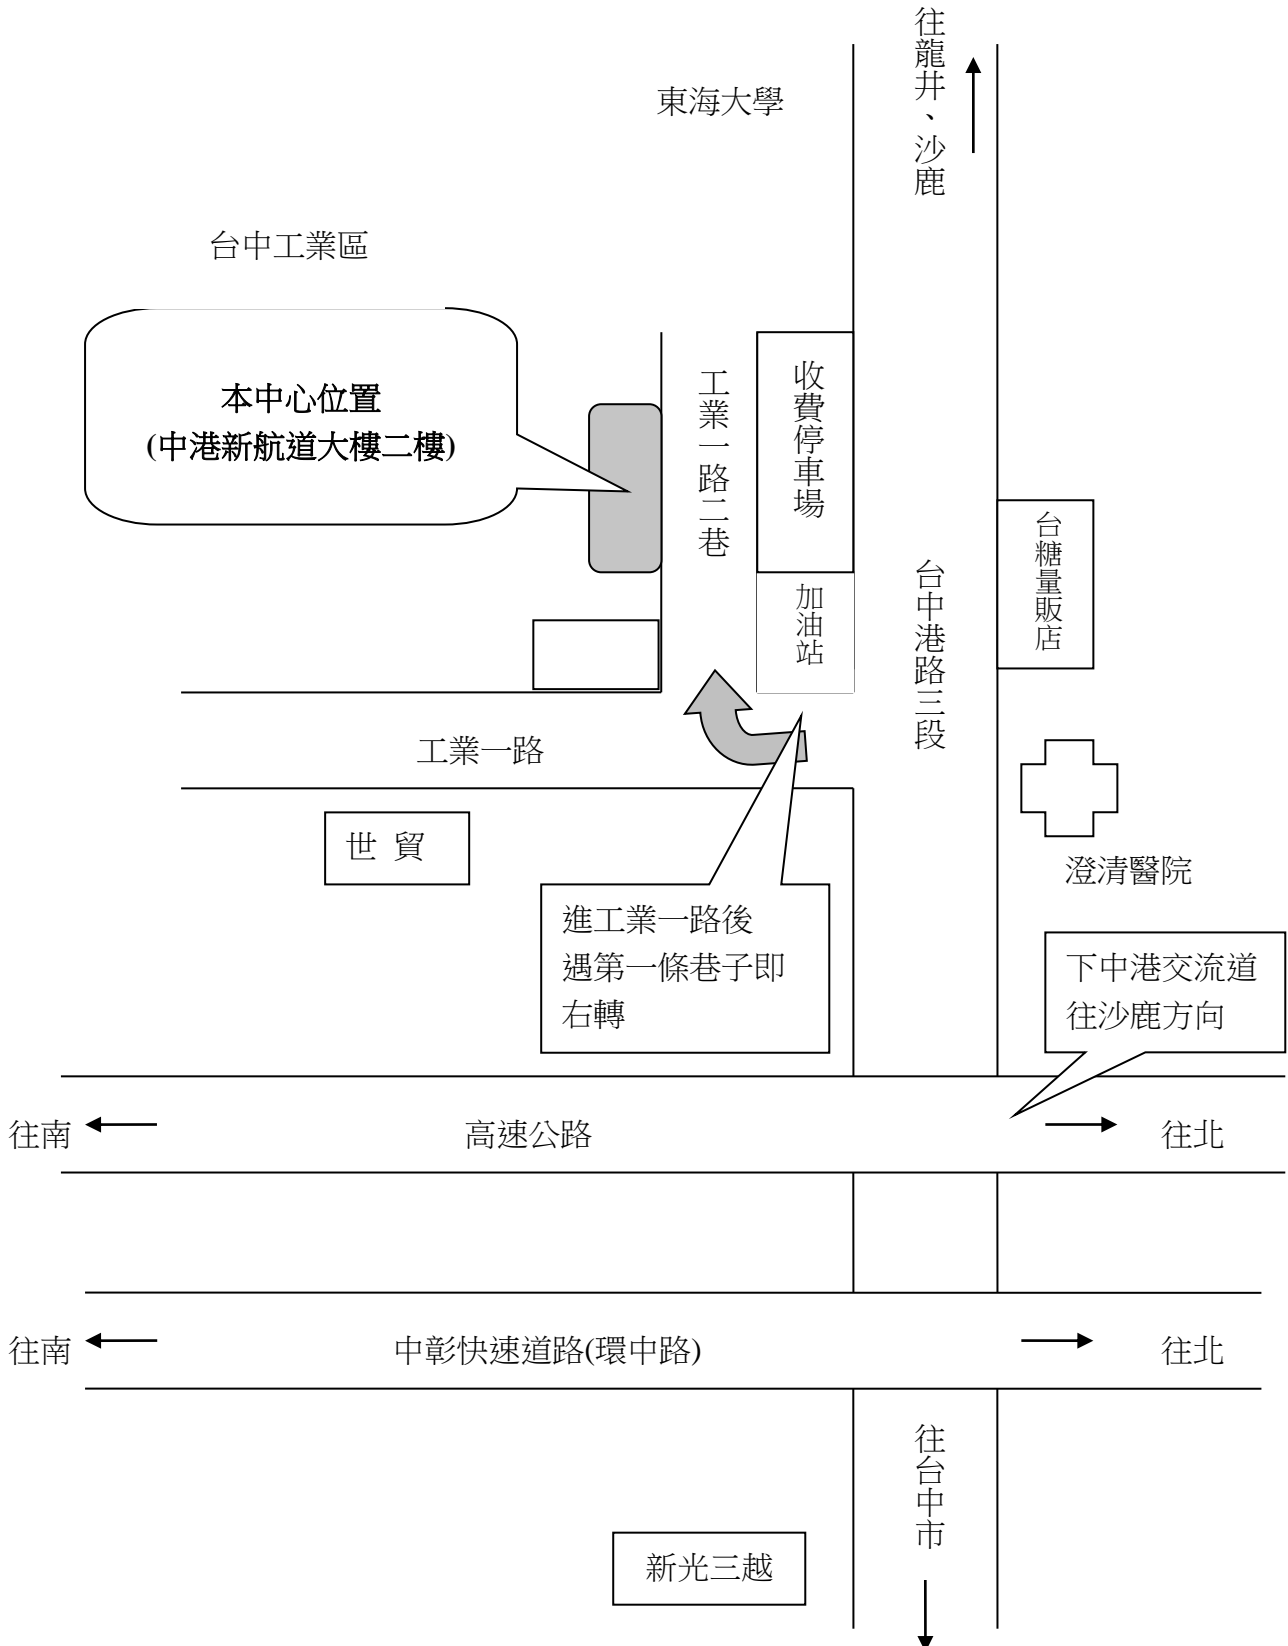 往龍井、沙鹿
東海大學
台中工業區
本中心位置
(中港新航道大樓二樓)
工業一路二巷
收費停車場
加油站
台中港路三段
台糖量販店
工業一路
世 貿
澄清醫院
進工業一路後
遇第一條巷子即
右轉
下中港交流道
往沙鹿方向
往南
高速公路
往北
往南
中彰快速道路(環中路)
往北
往台中市
新光三越